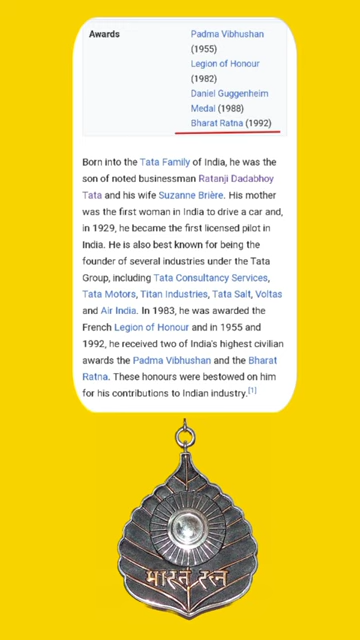 Awards
Padma Vibhushan
(1955)
Legion of Honour
(1982)
Daniel Guggenheim
Medal (1988)
Bharat Ratna (1992)
Born into the Tata Family of India, he was the
son of noted businessman Ratanji Dadabhoy
Tata and his wife Suzanne Brière. His mother
was the first woman in India to drive a car and,
in 1929, he became the first licensed pilot in
India. He is also best known for being the
founder of several industries under the Tata
Group, including Tata Consultancy Services,
Tata Motors, Titan Industries, Tata Salt, Voltas
and Air India. In 1983, he was awarded the
French Legion of Honour and in 1955 and
1992, he received two of India's highest civilian
awards the Padma Vibhushan and the Bharat
Ratna. These honours were bestowed on him
for his contributions to Indian industry.[1]
भारत रत्न